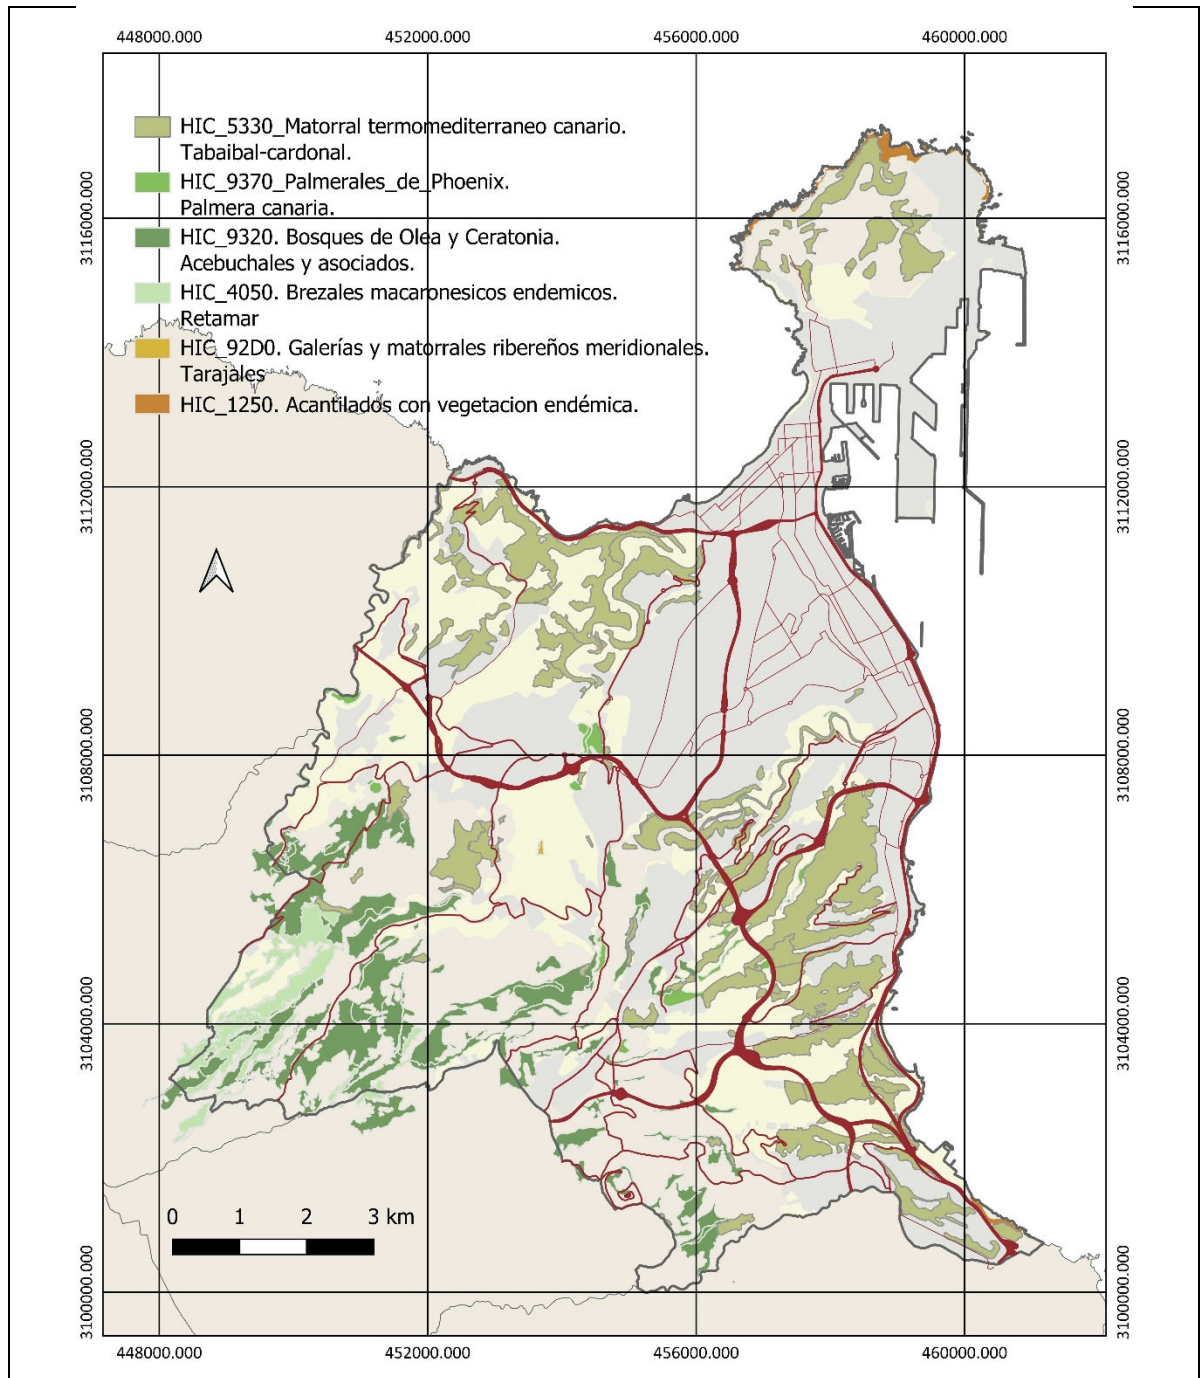 448000.000 452000.000 456000.000 460000.000
HIC_5330_Matorral termomediterraneo canario.
Tabaibal-cardonal.
HIC_9370_Palmerales_de_Phoenix.
Palmera canaria.
HIC_9320. Bosques de Olea y Ceratonia.
Acebuchales y asociados.
HIC_4050. Brezales macaronesicos endemicos.
Retamar
HIC_92D0. Galerías y matorrales ribereños meridionales.
Tarajales
HIC_1250. Acantilados con vegetacion endémica.
3116000.000
3116000.000
3112000.000
3112000.000
3108000.000
3108000.000
3104000.000
3104000.000
0 1 2 3 km
3100000.000
3100000.000
448000.000 452000.000 456000.000 460000.000